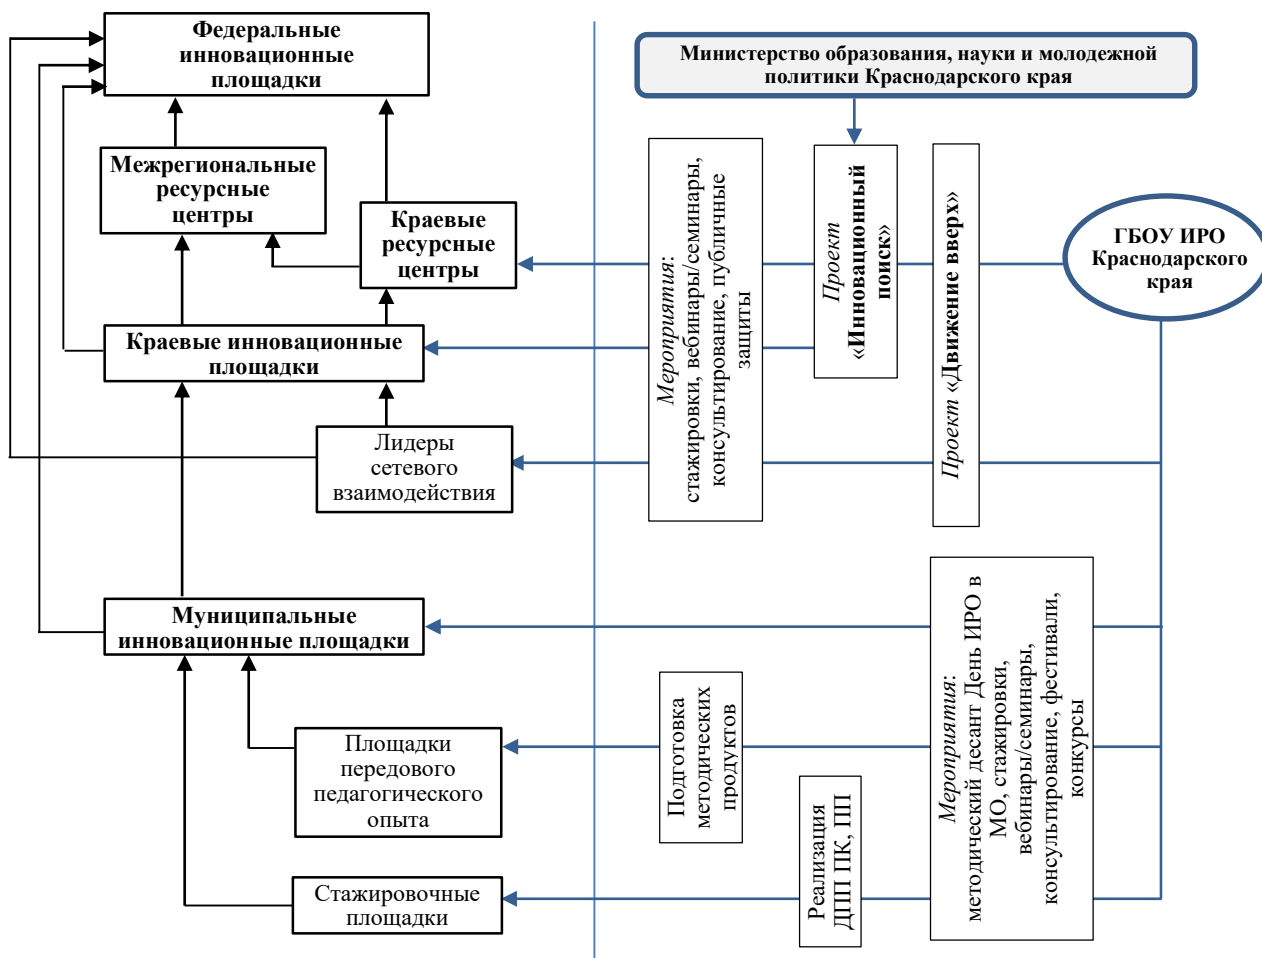 Федеральные
инновационные
площадки
Министерство образования, науки и молодежной
политики Краснодарского края
Межрегиональные
ресурсные
центры
Краевые
ресурсные
центры
Краевые инновационные
площадки
Лидеры
сетевого
взаимодействия
Мероприятия:
стажировки, вебинары/семинары,
консультирование, публичные
защиты
Проект
«Инновационный
поиск»
Проект «Движение вверх»
ГБОУ ИРО
Краснодарского
края
Муниципальные
инновационные площадки
Площадки
передового
педагогического
опыта
Стажировочные
площадки
Подготовка
методических
продуктов
Реализация
ДПП ПК, ПП
Мероприятия:
методический десант День ИРО в
МО, стажировки,
вебинары/семинары,
консультирование, фестивали,
конкурсы